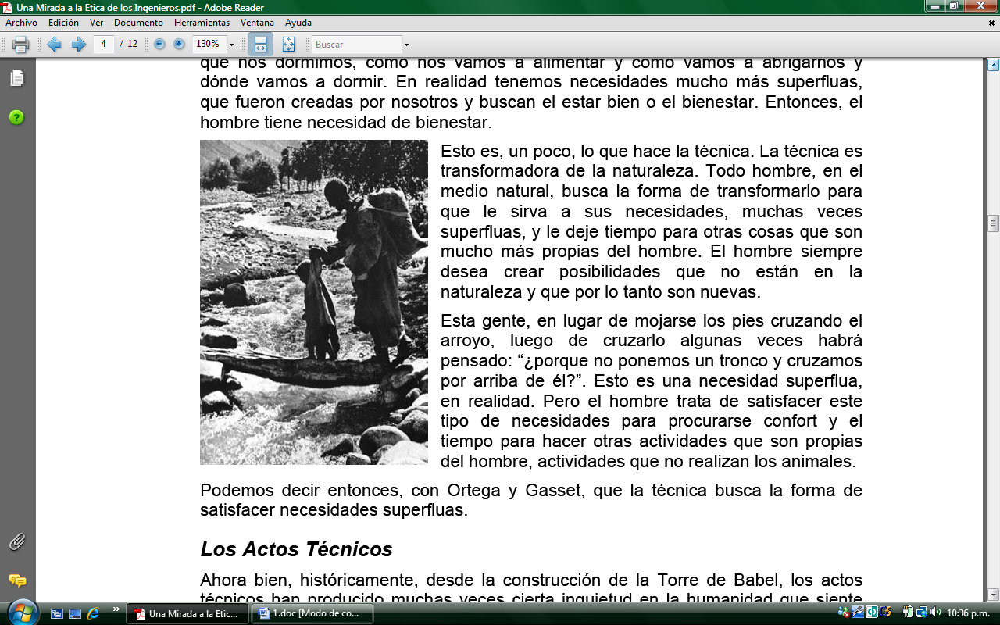 Una Mirada a la Etica de los Ingenieros.pdf - Adobe Reader
Archivo Edición Ver Documento Herramientas Ventana Ayuda
4 / 12 130% Buscar
que nos dormimos, como nos vamos a alimentar y como vamos a abrigarnos y
dónde vamos a dormir. En realidad tenemos necesidades mucho más superfluas,
que fueron creadas por nosotros y buscan el estar bien o el bienestar. Entonces, el
hombre tiene necesidad de bienestar.
Esto es, un poco, lo que hace la técnica. La técnica es
transformadora de la naturaleza. Todo hombre, en el
medio natural, busca la forma de transformarlo para
que le sirva a sus necesidades, muchas veces
superfluas, y le deje tiempo para otras cosas que son
mucho más propias del hombre. El hombre siempre
desea crear posibilidades que no están en la
naturaleza y que por lo tanto son nuevas.
Esta gente, en lugar de mojarse los pies cruzando el
arroyo, luego de cruzarlo algunas veces habrá
pensado: “¿porque no ponemos un tronco y cruzamos
por arriba de él?”. Esto es una necesidad superflua,
en realidad. Pero el hombre trata de satisfacer este
tipo de necesidades para procurarse confort y el
tiempo para hacer otras actividades que son propias
del hombre, actividades que no realizan los animales.
Podemos decir entonces, con Ortega y Gasset, que la técnica busca la forma de
satisfacer necesidades superfluas.
Los Actos Técnicos
Ahora bien, históricamente, desde la construcción de la Torre de Babel, los actos
técnicos han producido muchas veces cierta inquietud en la humanidad que siente
Una Mirada a la Etic... 1.doc [Modo de co... 10:36 p.m.